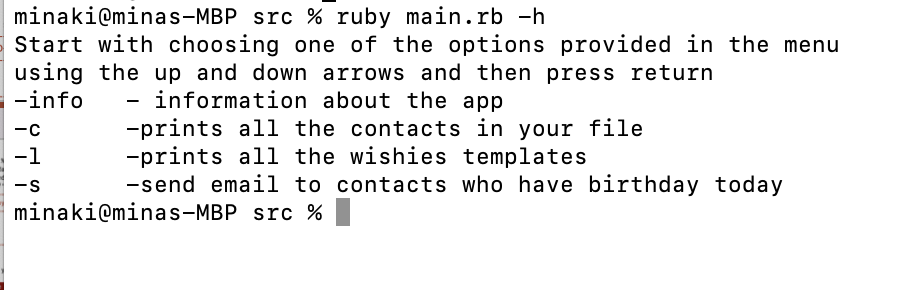 minaki@minas-MBP src % ruby main.rb -h
Start with choosing one of the options provided in the menu
using the up and down arrows and then press return
-info   - information about the app
-c      -prints all the contacts in your file
-l      -prints all the wishies templates
-s      -send email to contacts who have birthday today
minaki@minas-MBP src %